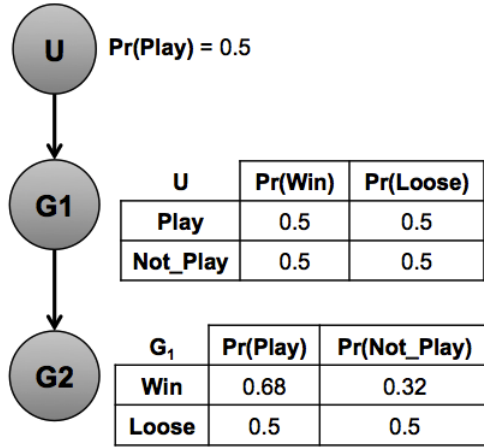 U Pr(Play) = 0.5
G1
U Pr(Win) Pr(Loose)
Play 0.5 0.5
Not_Play 0.5 0.5
G2
G₁ Pr(Play) Pr(Not_Play)
Win 0.68 0.32
Loose 0.5 0.5